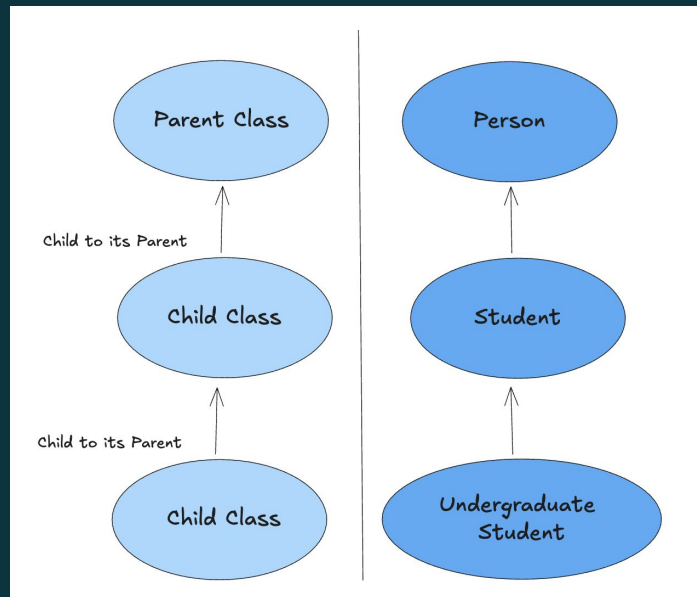 Parent Class
Child to its Parent
Child Class
Child to its Parent
Child Class
Person
Student
Undergraduate
Student